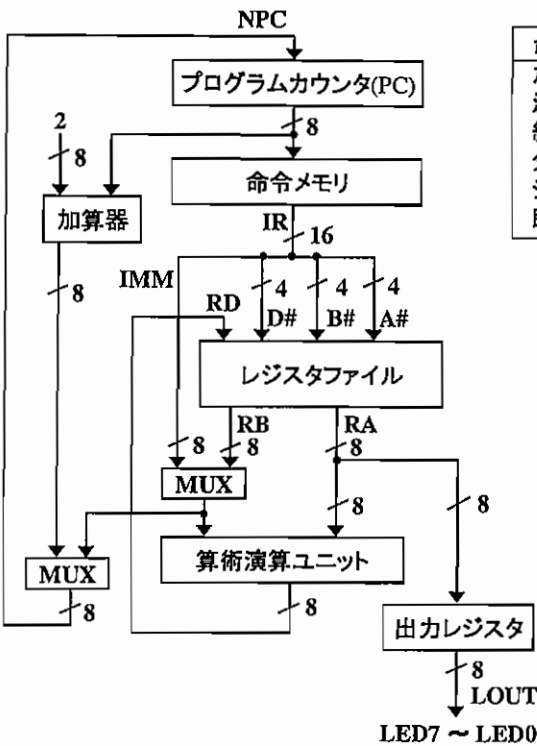 NPC
プログラムカウンタ(PC)
8
2
8
命令メモリ
加算器
IR
16
8
IMM
RD
4
4
4
D#
B#
A#
レジスタファイル
RB
RA
8
8
8
MUX
8
8
算術演算ユニット
MUX
8
8
出力レジスタ
8
LOUT
LED7 ～ LED0